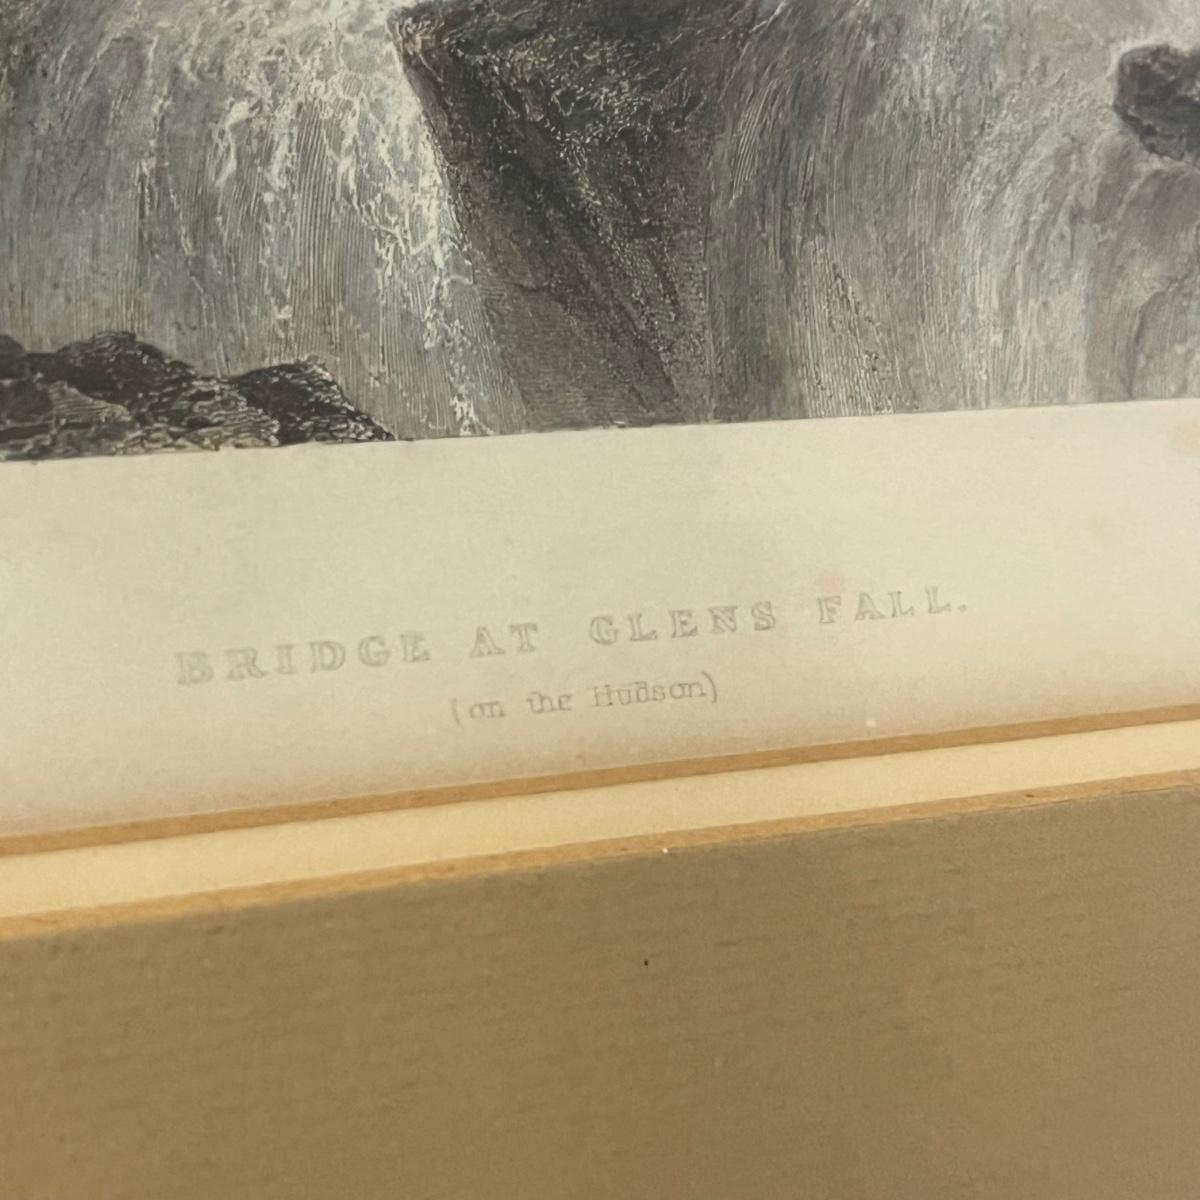 BRIDGE AT GLENS FALL.
(on the Hudson)